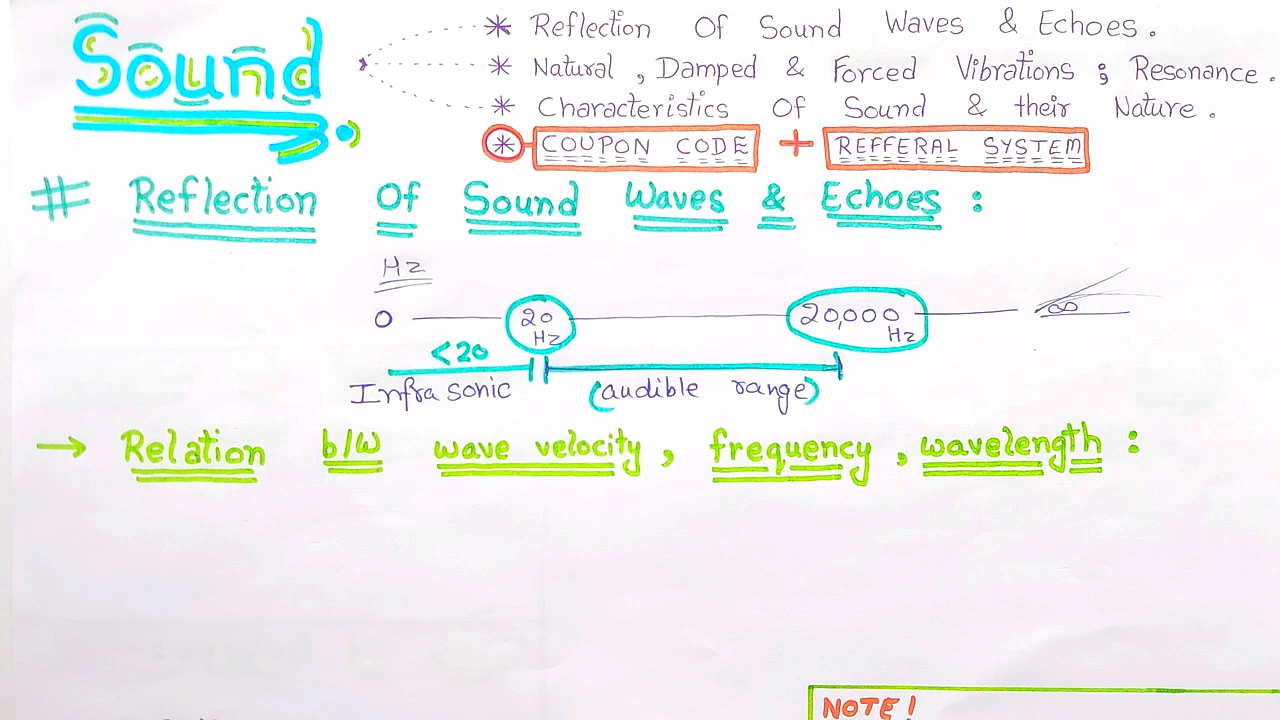 Sound
* Reflection Of Sound Waves & Echoes.
* Natural, Damped & Forced Vibrations ; Resonance.
* Characteristics Of Sound & their Nature.
* COUPON CODE + REFFERAL SYSTEM
# Reflection Of Sound Waves & Echoes :
Hz
0 20 Hz 20,000 Hz ∞
<20
Infrasonic (audible range)
→ Relation b/w wave velocity, frequency, wavelength :
NOTE!